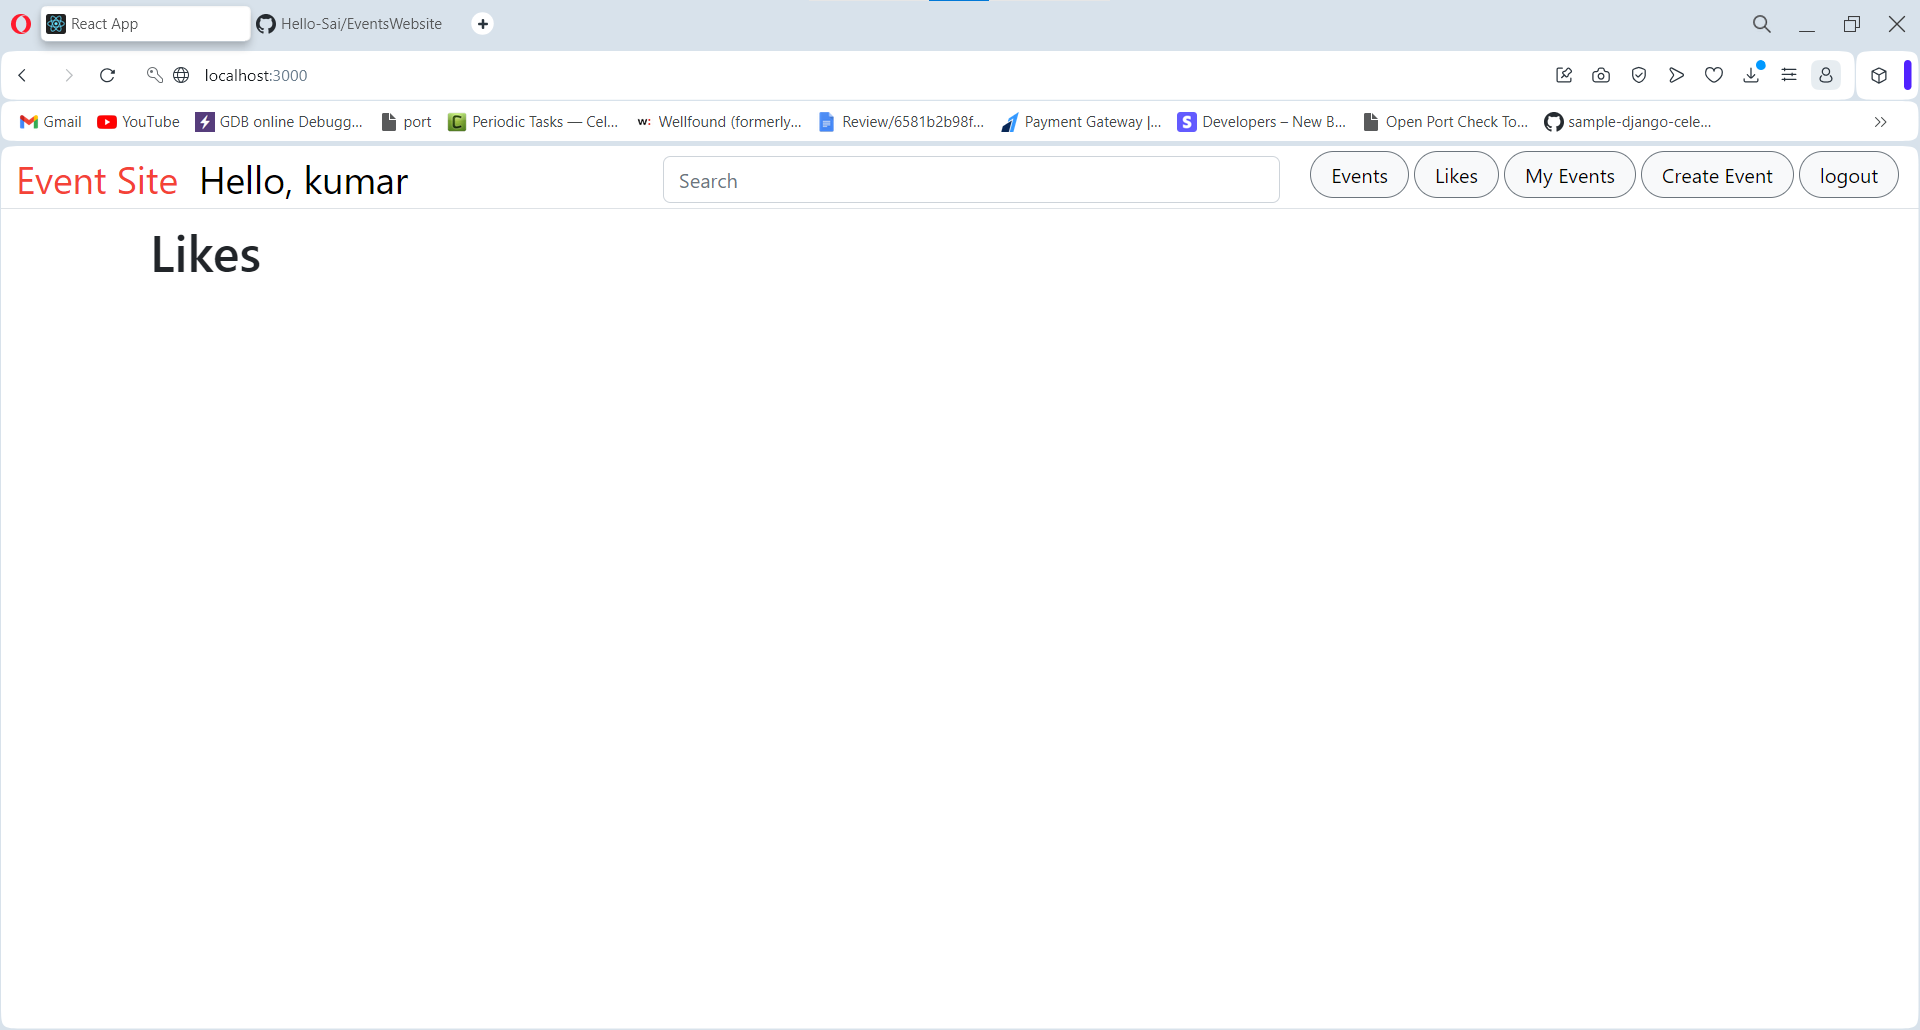 React App
Hello-Sai/EventsWebsite
localhost:3000
Gmail
YouTube
GDB online Debugg...
port
Periodic Tasks — Cel...
w:
Wellfound (formerly...
Review/6581b2b98f...
Payment Gateway |...
S
Developers – New B...
Open Port Check To...
sample-django-cele...
Event Site
Hello, kumar
Search
Events
Likes
My Events
Create Event
logout
Likes